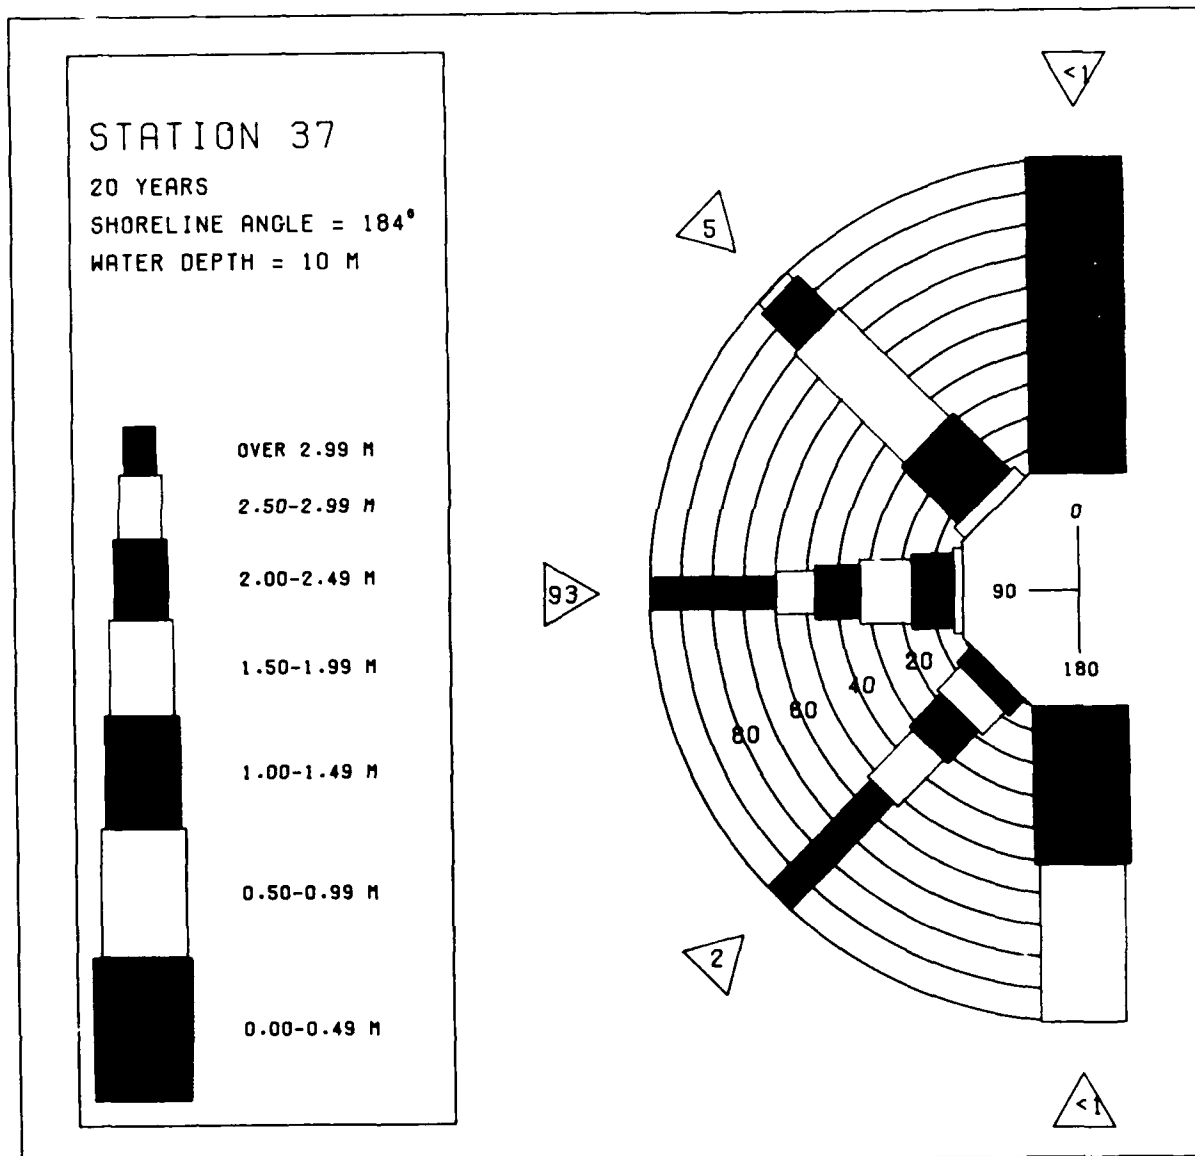 STATION 37
20 YEARS
SHORELINE ANGLE = 184°
WATER DEPTH = 10 M
OVER 2.99 M
2.50-2.99 M
2.00-2.49 M
1.50-1.99 M
1.00-1.49 M
0.50-0.99 M
0.00-0.49 M
<1
5
93
2
<1
0
90
180
20
40
60
80